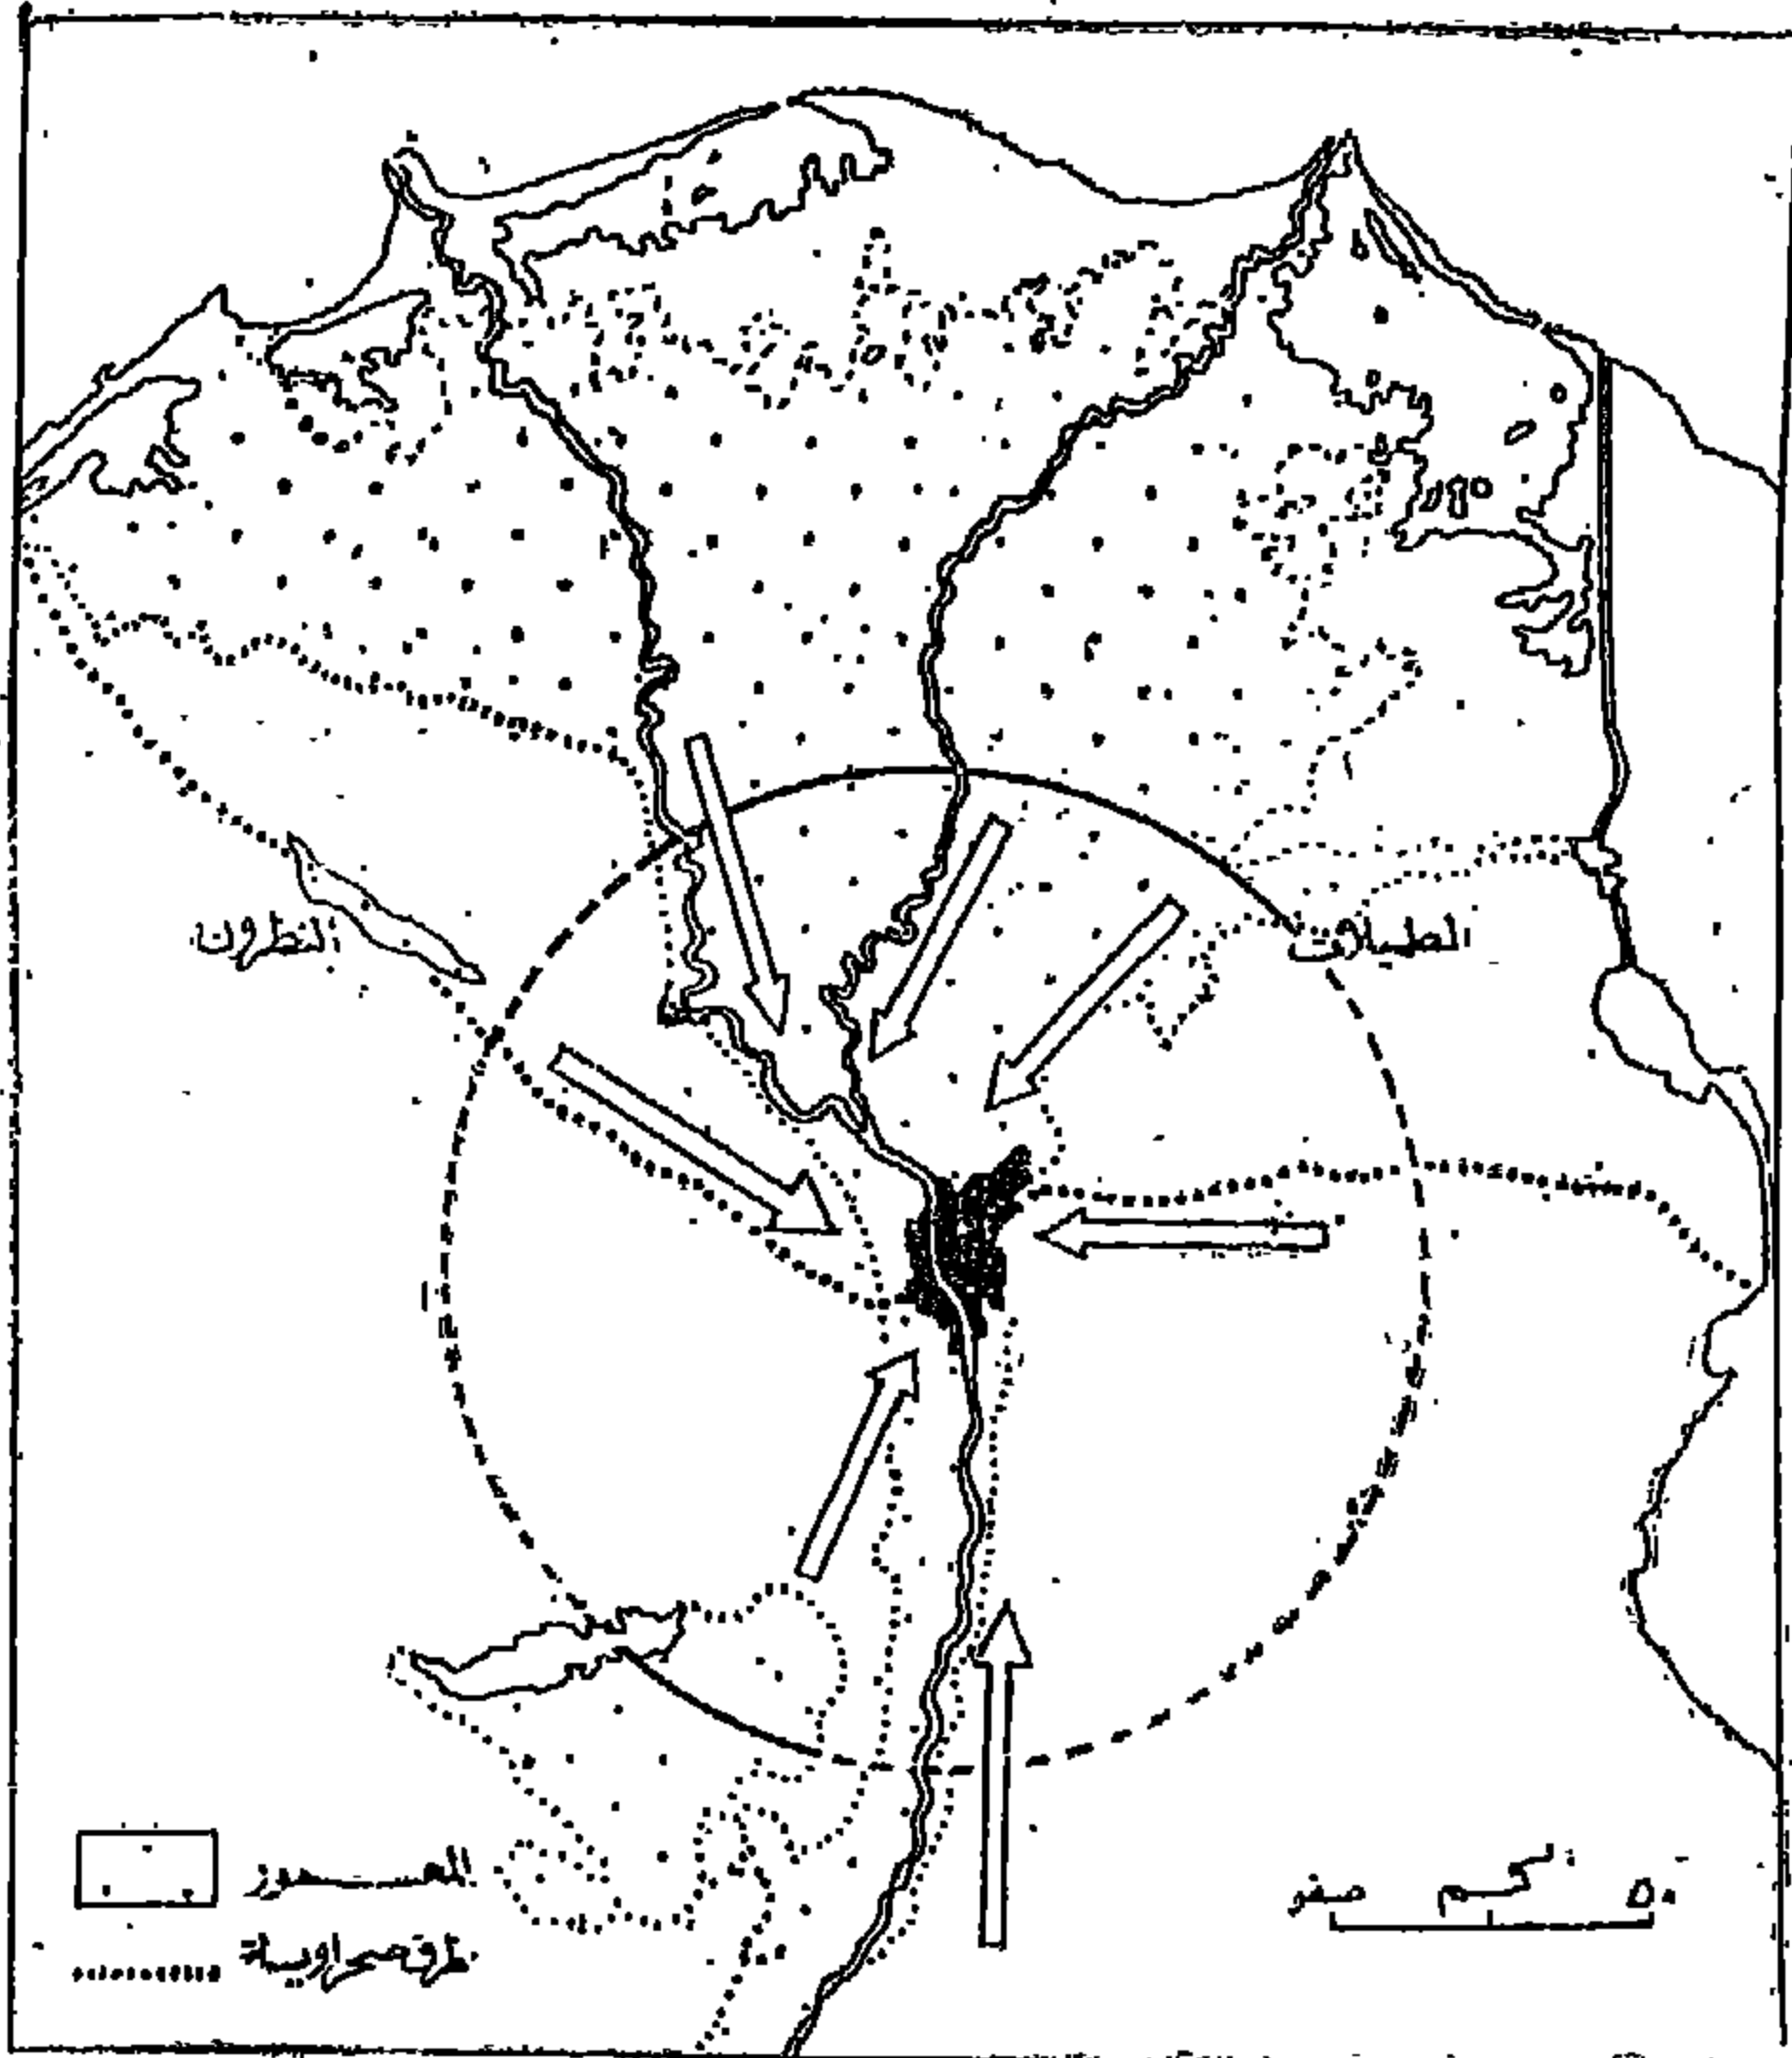 النطرون
الطميلات
المعمور
طرق صحراوية
صفر كم ٥٠